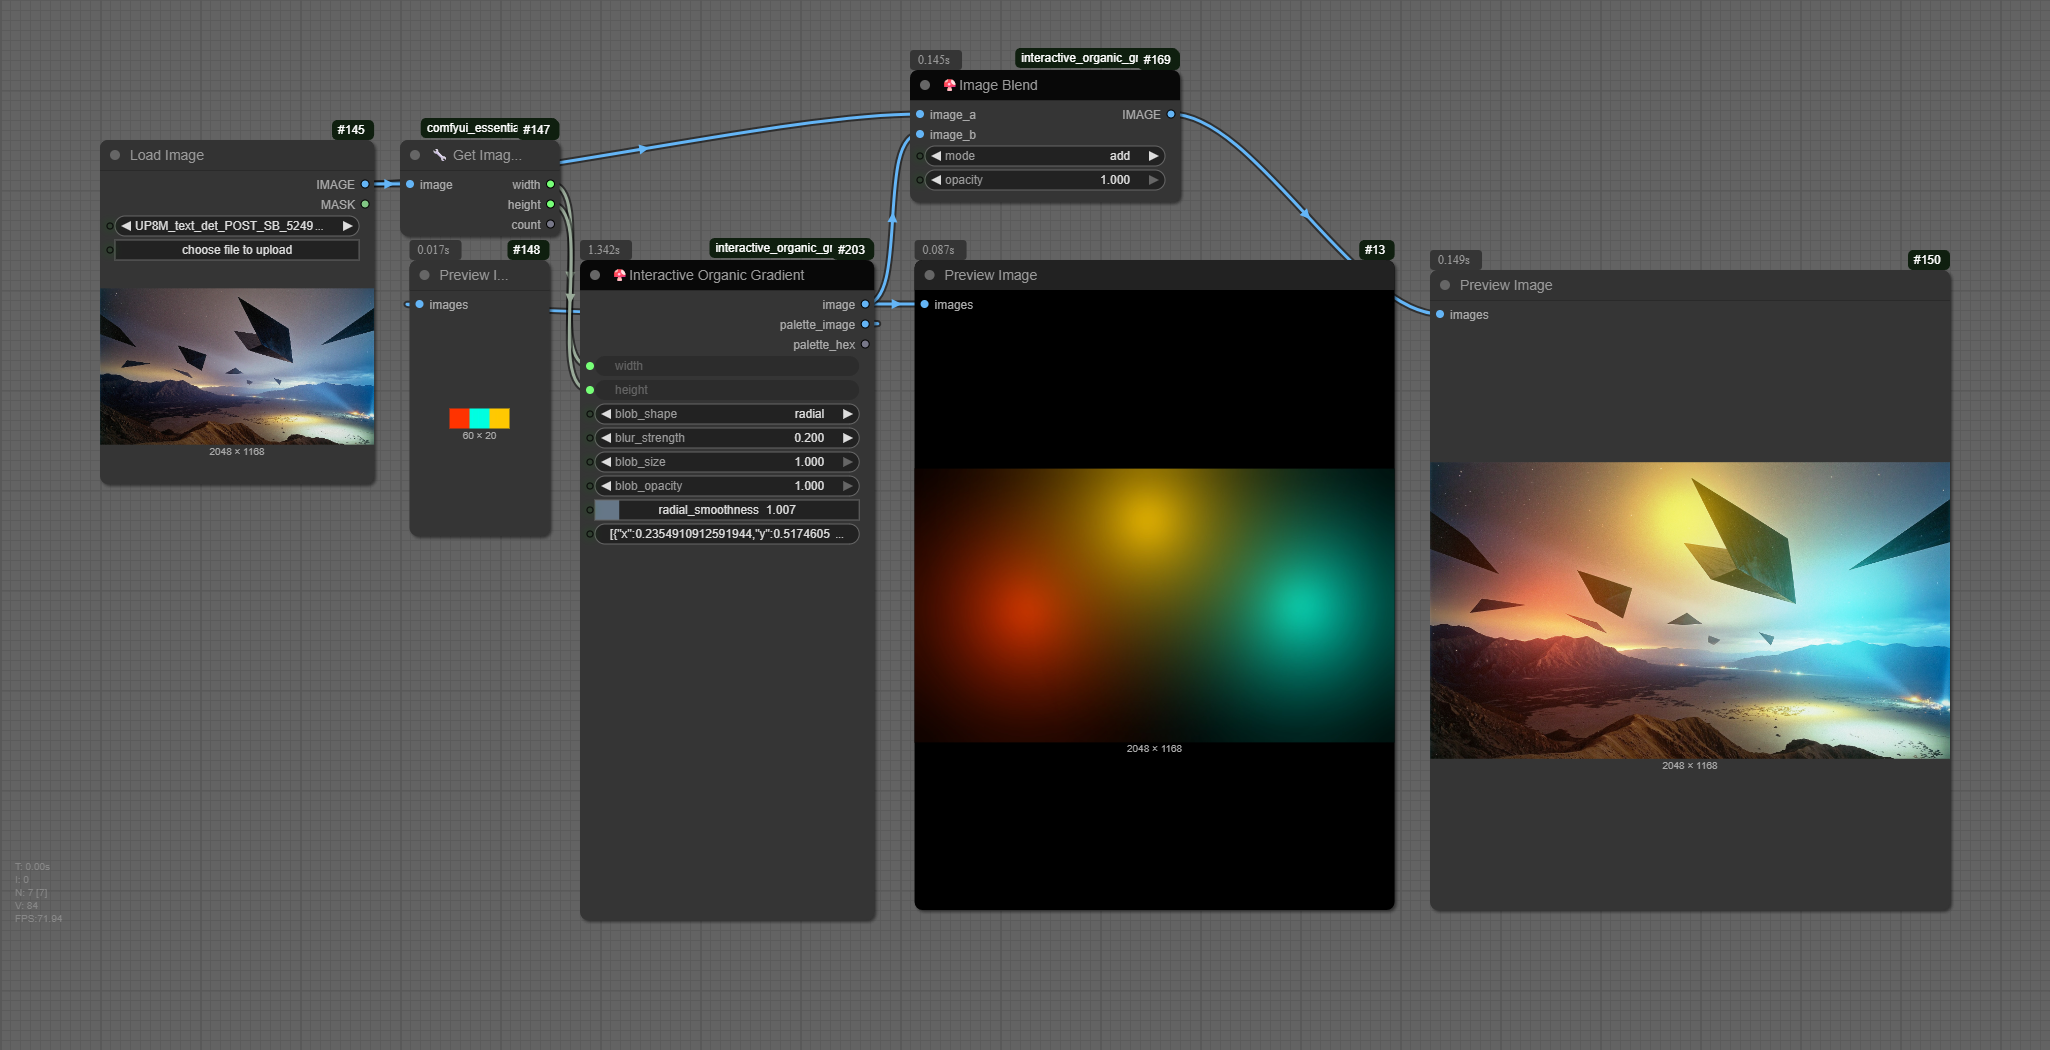 #145
Load Image
IMAGE
MASK
UP8M_text_det_POST_SB_5249...
choose file to upload
2048 × 1168
comfyui_essentia
#147
Get Imag...
image
width
height
count
0.017s
#148
Preview I...
images
60 × 20
1.342s
interactive_organic_gr
#203
Interactive Organic Gradient
image
palette_image
palette_hex
width
height
blob_shape
radial
blur_strength
0.200
blob_size
1.000
blob_opacity
1.000
radial_smoothness 1.007
[{"x":0.2354910912591944,"y":0.5174605 ...
0.145s
interactive_organic_gr
#169
Image Blend
image_a
IMAGE
image_b
mode
add
opacity
1.000
0.087s
#13
Preview Image
images
2048 × 1168
0.149s
#150
Preview Image
images
2048 × 1168
T: 0.00s
I: 0
N: 7 [7]
V: 84
FPS:71.94